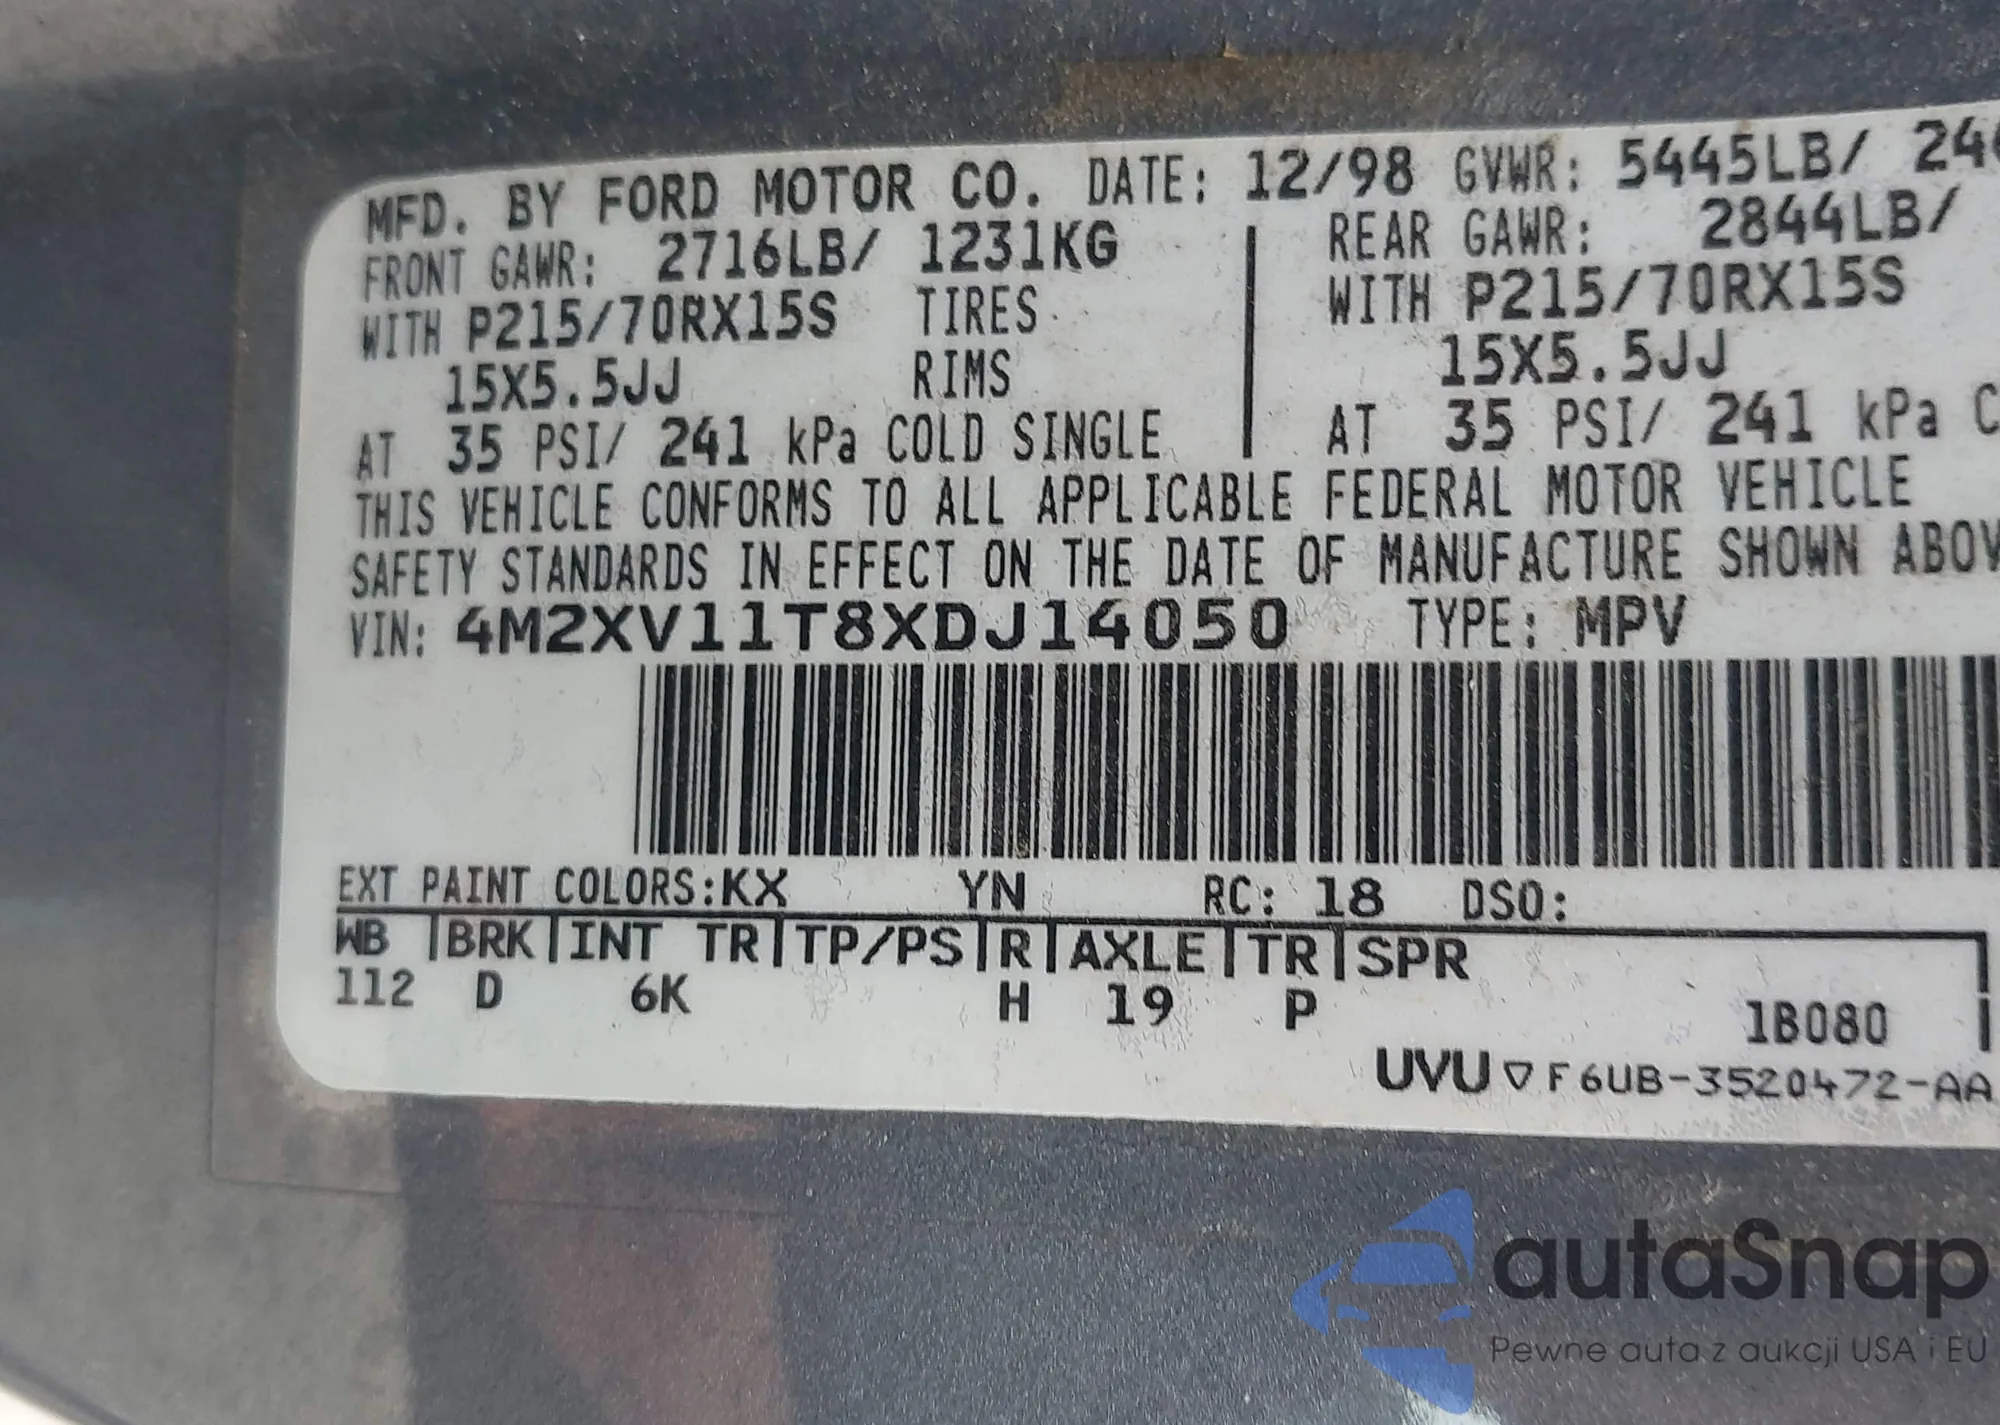 MFD. BY FORD MOTOR CO. DATE: 12/98 GVWR: 5445LB/ 24
FRONT GAWR: 2716LB/ 1231KG REAR GAWR: 2844LB/
WITH P215/70RX15S TIRES WITH P215/70RX15S
15X5.5JJ RIMS 15X5.5JJ
AT 35 PSI/ 241 kPa COLD SINGLE AT 35 PSI/ 241 kPa C
THIS VEHICLE CONFORMS TO ALL APPLICABLE FEDERAL MOTOR VEHICLE
SAFETY STANDARDS IN EFFECT ON THE DATE OF MANUFACTURE SHOWN ABOV
VIN: 4M2XV11T8XDJ14050 TYPE: MPV
EXT PAINT COLORS: KX YN RC: 18 DSO:
WB BRK INT TR TP/PS R AXLE TR SPR
112 D 6K H 19 P 1B080
UVU F6UB-3520472-AA
autaSnap
Pewne auta z aukcji USA i EU